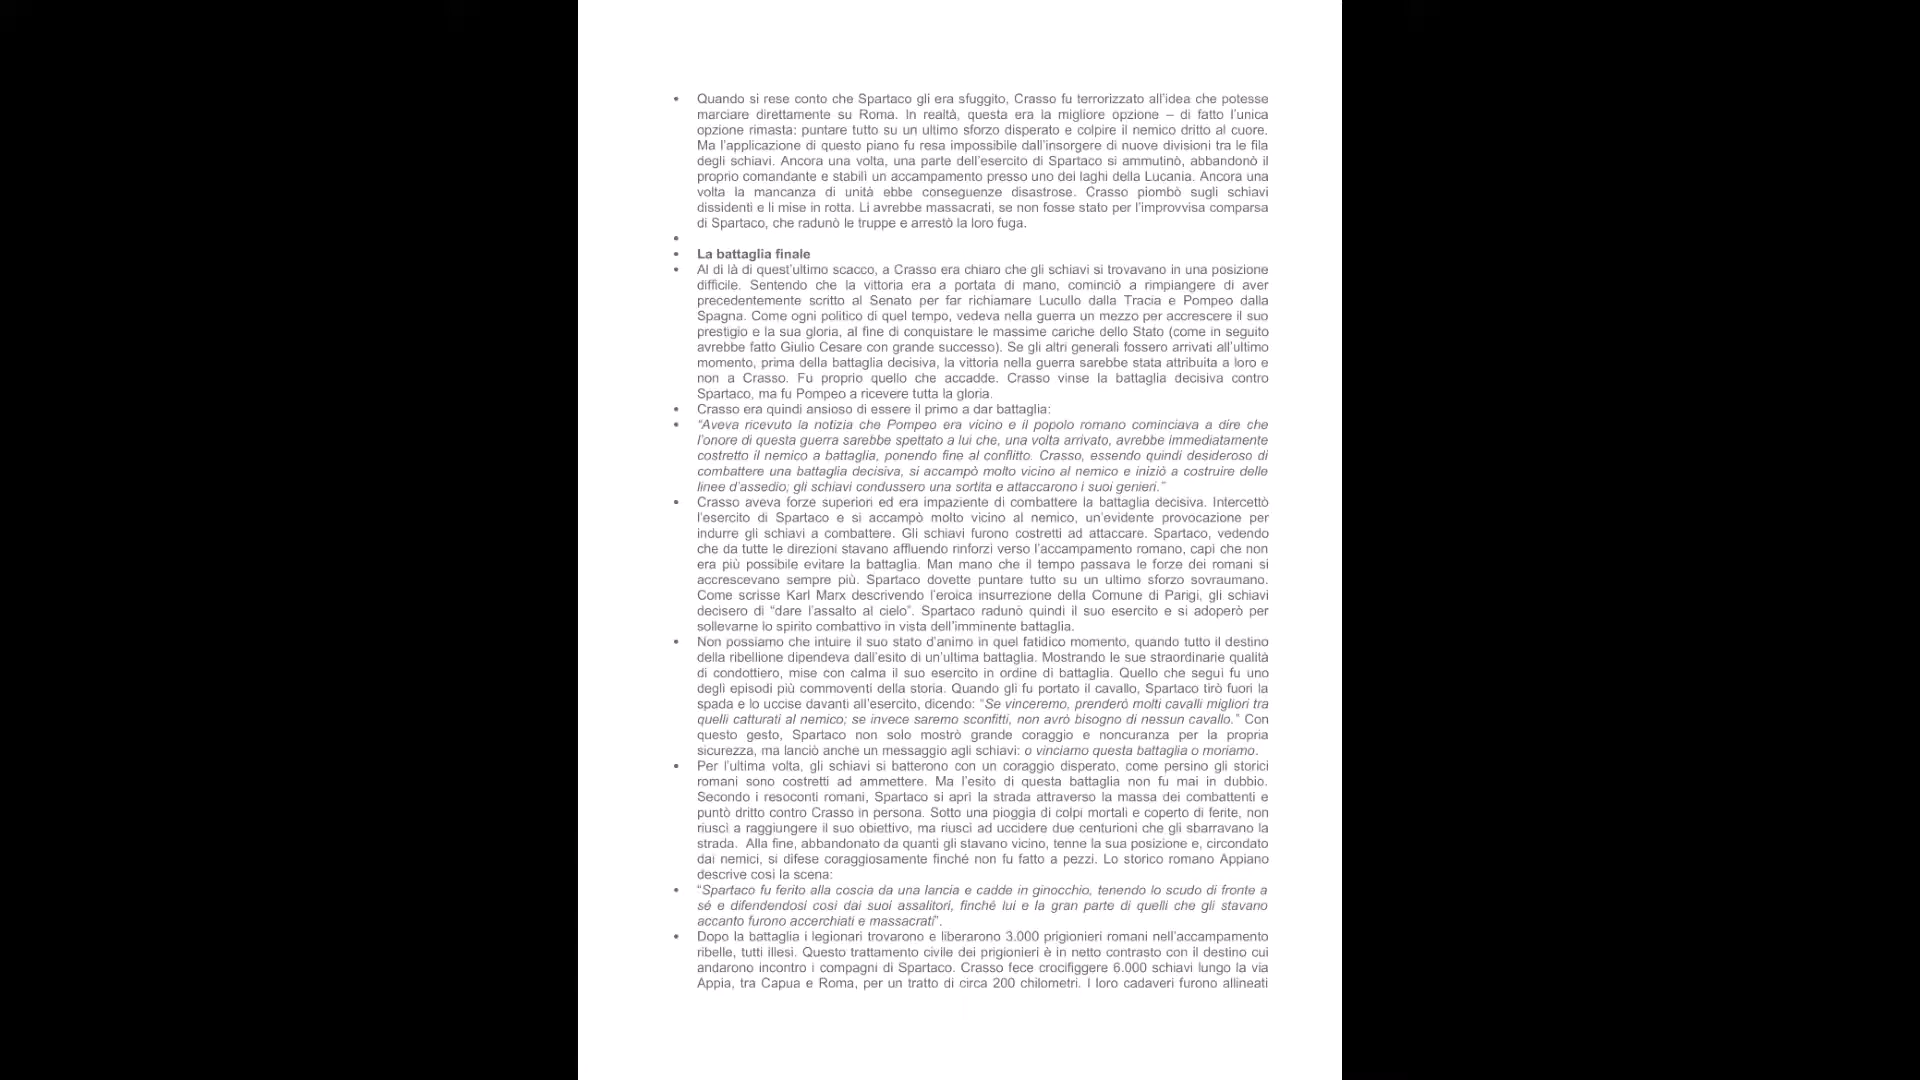 • Quando si rese conto che Spartaco gli era sfuggito, Crasso fu terrorizzato all’idea che potesse
marciare direttamente su Roma. In realtà, questa era la migliore opzione – di fatto l’unica
opzione rimasta: puntare tutto su un ultimo sforzo disperato e colpire il nemico dritto al cuore.
Ma l’applicazione di questo piano fu resa impossibile dall’insorgere di nuove divisioni tra le fila
degli schiavi. Ancora una volta, una parte dell’esercito di Spartaco si ammutinò, abbandonò il
proprio comandante e stabilì un accampamento presso uno dei laghi della Lucania. Ancora una
volta la mancanza di unità ebbe conseguenze disastrose. Crasso piombò sugli schiavi
dissidenti e li mise in rotta. Li avrebbe massacrati, se non fosse stato per l’improvvisa comparsa
di Spartaco, che radunò le truppe e arrestò la loro fuga.
•
• La battaglia finale
• Al di là di quest’ultimo scacco, a Crasso era chiaro che gli schiavi si trovavano in una posizione
difficile. Sentendo che la vittoria era a portata di mano, cominciò a rimpiangere di aver
precedentemente scritto al Senato per far richiamare Lucullo dalla Tracia e Pompeo dalla
Spagna. Come ogni politico di quel tempo, vedeva nella guerra un mezzo per accrescere il suo
prestigio e la sua gloria, al fine di conquistare le massime cariche dello Stato (come in seguito
avrebbe fatto Giulio Cesare con grande successo). Se gli altri generali fossero arrivati all’ultimo
momento, prima della battaglia decisiva, la vittoria nella guerra sarebbe stata attribuita a loro e
non a Crasso. Fu proprio quello che accadde. Crasso vinse la battaglia decisiva contro
Spartaco, ma fu Pompeo a ricevere tutta la gloria.
• Crasso era quindi ansioso di essere il primo a dar battaglia:
• “Aveva ricevuto la notizia che Pompeo era vicino e il popolo romano cominciava a dire che
l’onore di questa guerra sarebbe spettato a lui che, una volta arrivato, avrebbe immediatamente
costretto il nemico a battaglia, ponendo fine al conflitto. Crasso, essendo quindi desideroso di
combattere una battaglia decisiva, si accampò molto vicino al nemico e iniziò a costruire delle
linee d’assedio; gli schiavi condussero una sortita e attaccarono i suoi genieri.”
• Crasso aveva forze superiori ed era impaziente di combattere la battaglia decisiva. Intercettò
l’esercito di Spartaco e si accampò molto vicino al nemico, un’evidente provocazione per
indurre gli schiavi a combattere. Gli schiavi furono costretti ad attaccare. Spartaco, vedendo
che da tutte le direzioni stavano affluendo rinforzi verso l’accampamento romano, capì che non
era più possibile evitare la battaglia. Man mano che il tempo passava le forze dei romani si
accrescevano sempre più. Spartaco dovette puntare tutto su un ultimo sforzo sovraumano.
Come scrisse Karl Marx descrivendo l’eroica insurrezione della Comune di Parigi, gli schiavi
decisero di “dare l’assalto al cielo”. Spartaco radunò quindi il suo esercito e si adoperò per
sollevarne lo spirito combattivo in vista dell’imminente battaglia.
• Non possiamo che intuire il suo stato d’animo in quel fatidico momento, quando tutto il destino
della ribellione dipendeva dall’esito di un’ultima battaglia. Mostrando le sue straordinarie qualità
di condottiero, mise con calma il suo esercito in ordine di battaglia. Quello che seguì fu uno
degli episodi più commoventi della storia. Quando gli fu portato il cavallo, Spartaco tirò fuori la
spada e lo uccise davanti all’esercito, dicendo: “Se vinceremo, prenderò molti cavalli migliori tra
quelli catturati al nemico; se invece saremo sconfitti, non avrò bisogno di nessun cavallo.” Con
questo gesto, Spartaco non solo mostrò grande coraggio e noncuranza per la propria
sicurezza, ma lanciò anche un messaggio agli schiavi: o vinciamo questa battaglia o moriamo.
• Per l’ultima volta, gli schiavi si batterono con un coraggio disperato, come persino gli storici
romani sono costretti ad ammettere. Ma l’esito di questa battaglia non fu mai in dubbio.
Secondo i resoconti romani, Spartaco si aprì la strada attraverso la massa dei combattenti e
puntò dritto contro Crasso in persona. Sotto una pioggia di colpi mortali e coperto di ferite, non
riuscì a raggiungere il suo obiettivo, ma riuscì ad uccidere due centurioni che gli sbarravano la
strada. Alla fine, abbandonato da quanti gli stavano vicino, tenne la sua posizione e, circondato
dai nemici, si difese coraggiosamente finché non fu fatto a pezzi. Lo storico romano Appiano
descrive così la scena:
• “Spartaco fu ferito alla coscia da una lancia e cadde in ginocchio, tenendo lo scudo di fronte a
sé e difendendosi così dai suoi assalitori, finché lui e la gran parte di quelli che gli stavano
accanto furono accerchiati e massacrati”.
• Dopo la battaglia i legionari trovarono e liberarono 3.000 prigionieri romani nell’accampamento
ribelle, tutti illesi. Questo trattamento civile dei prigionieri è in netto contrasto con il destino cui
andarono incontro i compagni di Spartaco. Crasso fece crocifiggere 6.000 schiavi lungo la via
Appia, tra Capua e Roma, per un tratto di circa 200 chilometri. I loro cadaveri furono allineati